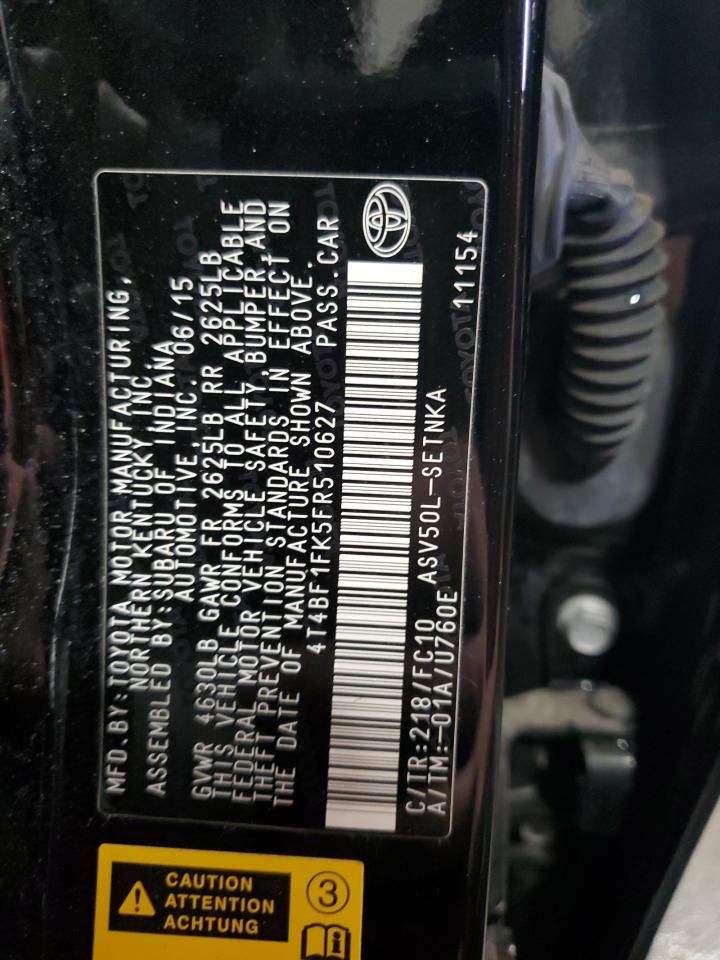 MFD. BY: TOYOTA MOTOR MANUFACTURING,
NORTHERN KENTUCKY INC.
ASSEMBLED BY: SUBARU OF INDIANA
AUTOMOTIVE, INC. 06/15
GVWR 4630LB GAWR FR 2625LB RR 2625LB
THIS VEHICLE CONFORMS TO ALL APPLICABLE
FEDERAL MOTOR VEHICLE SAFETY, BUMPER, AND
THEFT PREVENTION STANDARDS IN EFFECT ON
THE DATE OF MANUFACTURE SHOWN ABOVE.
4T4BF1FK5FR510627 PASS. CAR
C/TR: 218/FC10 ASV50L-SETNKA
A/TM: -01A/U760E 11154
CAUTION
ATTENTION
ACHTUNG
3